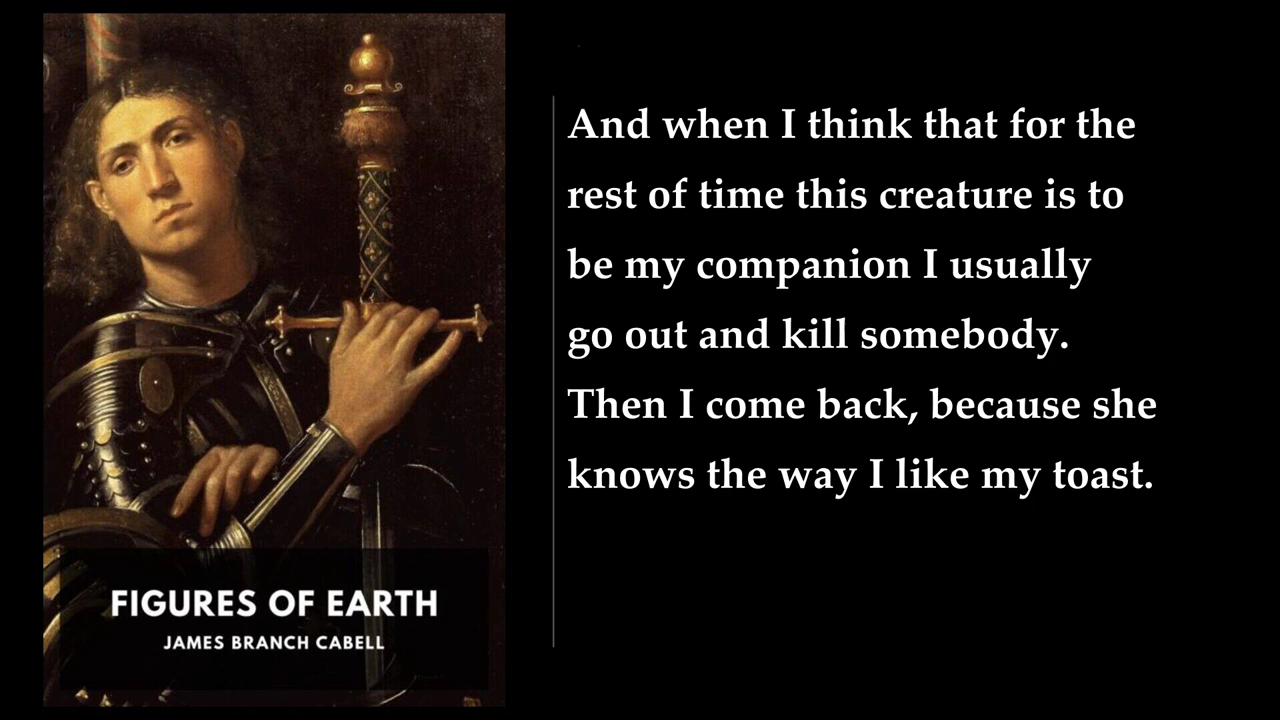 FIGURES OF EARTH
JAMES BRANCH CABELL
And when I think that for the
rest of time this creature is to
be my companion I usually
go out and kill somebody.
Then I come back, because she
knows the way I like my toast.